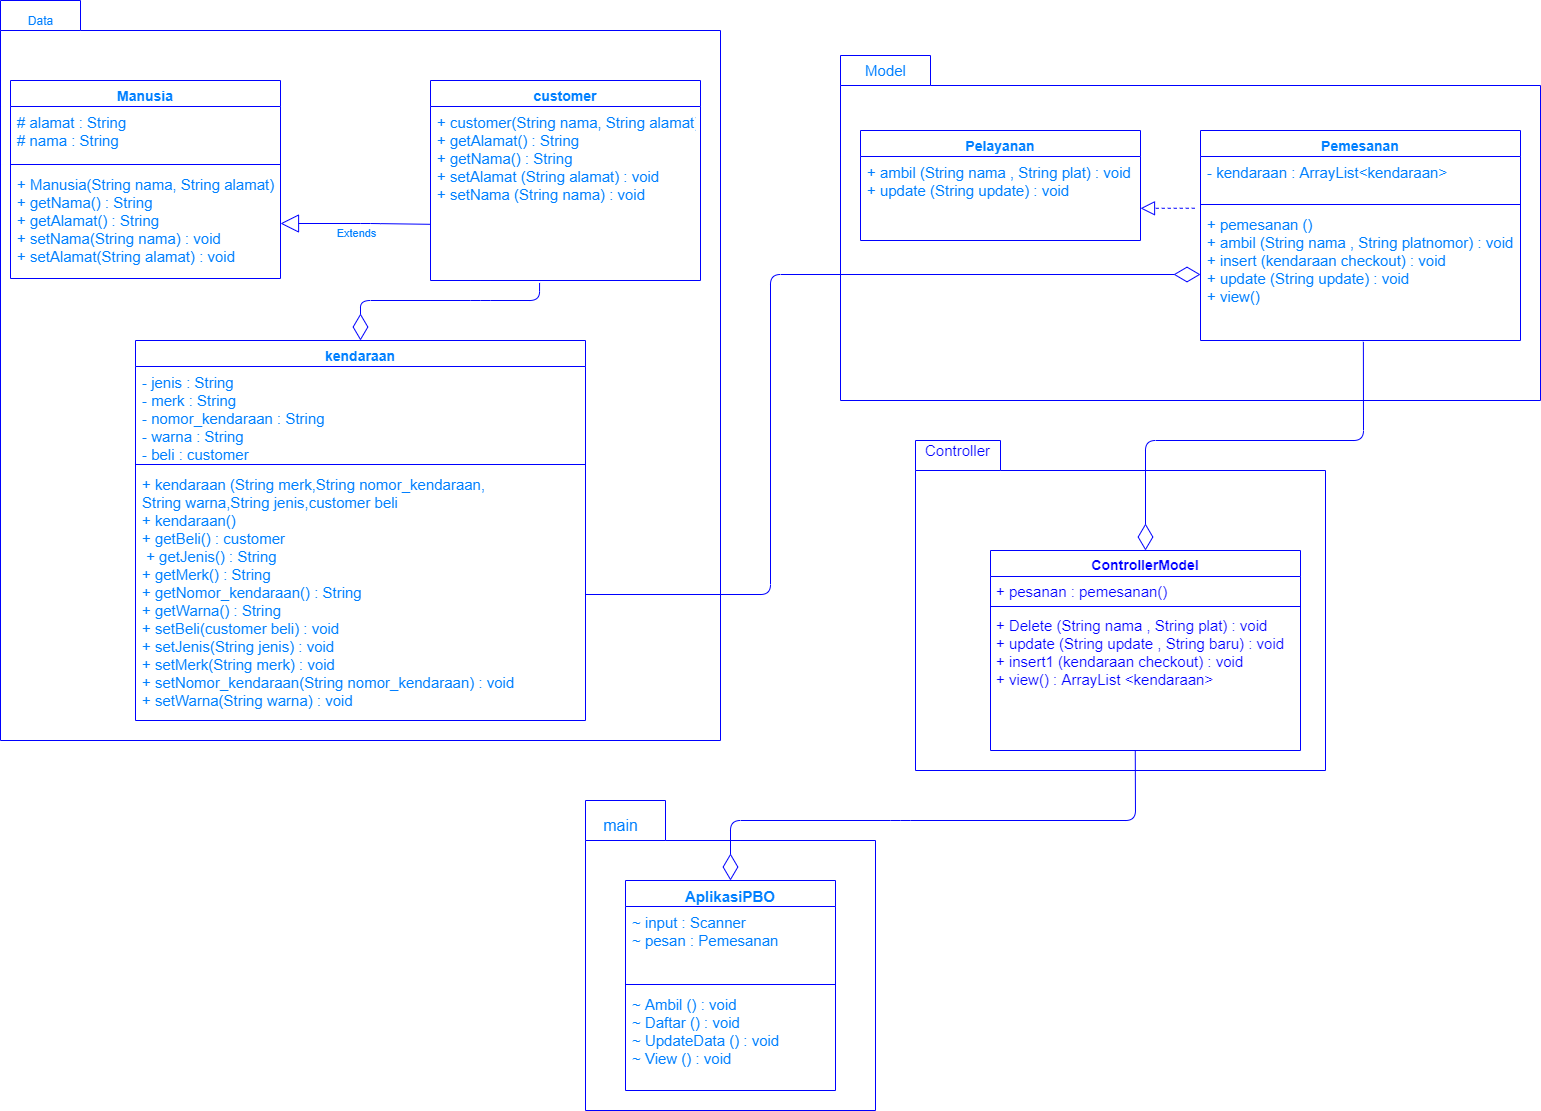 Data
Manusia
# alamat : String
# nama : String
+ Manusia(String nama, String alamat)
+ getNama() : String
+ getAlamat() : String
+ setNama(String nama) : void
+ setAlamat(String alamat) : void
Extends
customer
+ customer(String nama, String alamat
+ getAlamat() : String
+ getNama() : String
+ setAlamat (String alamat) : void
+ setNama (String nama) : void
kendaraan
- jenis : String
- merk : String
- nomor_kendaraan : String
- warna : String
- beli : customer
+ kendaraan (String merk,String nomor_kendaraan,
String warna,String jenis,customer beli
+ kendaraan()
+ getBeli() : customer
+ getJenis() : String
+ getMerk() : String
+ getNomor_kendaraan() : String
+ getWarna() : String
+ setBeli(customer beli) : void
+ setJenis(String jenis) : void
+ setMerk(String merk) : void
+ setNomor_kendaraan(String nomor_kendaraan) : void
+ setWarna(String warna) : void
Model
Pelayanan
+ ambil (String nama , String plat) : void
+ update (String update) : void
Pemesanan
- kendaraan : ArrayList<kendaraan>
+ pemesanan ()
+ ambil (String nama , String platnomor) : void
+ insert (kendaraan checkout) : void
+ update (String update) : void
+ view()
Controller
ControllerModel
+ pesanan : pemesanan()
+ Delete (String nama , String plat) : void
+ update (String update , String baru) : void
+ insert1 (kendaraan checkout) : void
+ view() : ArrayList <kendaraan>
main
AplikasiPBO
~ input : Scanner
~ pesan : Pemesanan
~ Ambil () : void
~ Daftar () : void
~ UpdateData () : void
~ View () : void